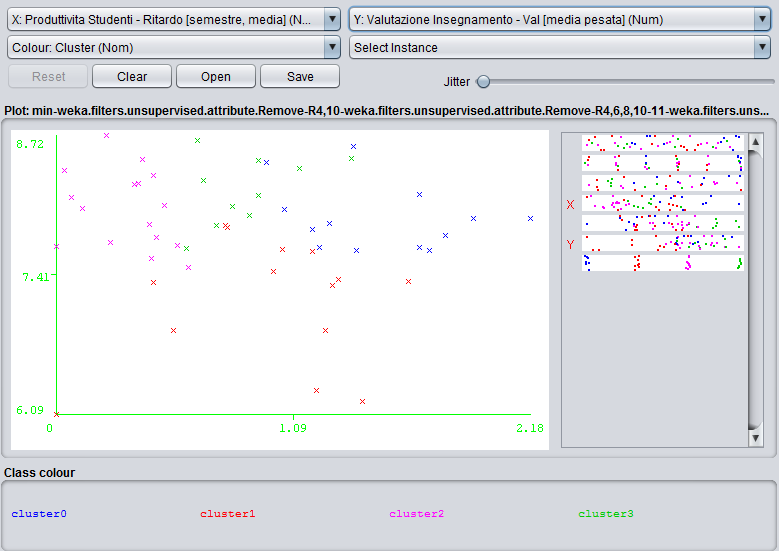 X: Produttivita Studenti - Ritardo [semestre, media] (N...
Y: Valutazione Insegnamento - Val [media pesata] (Num)
Colour: Cluster (Nom)
Select Instance
Reset
Clear
Open
Save
Jitter
Plot: min-weka.filters.unsupervised.attribute.Remove-R4,10-weka.filters.unsupervised.attribute.Remove-R4,6,8,10-11-weka.filters.uns...
8.72
7.41
6.09
0
1.09
2.18
X
Y
Class colour
cluster0
cluster1
cluster2
cluster3